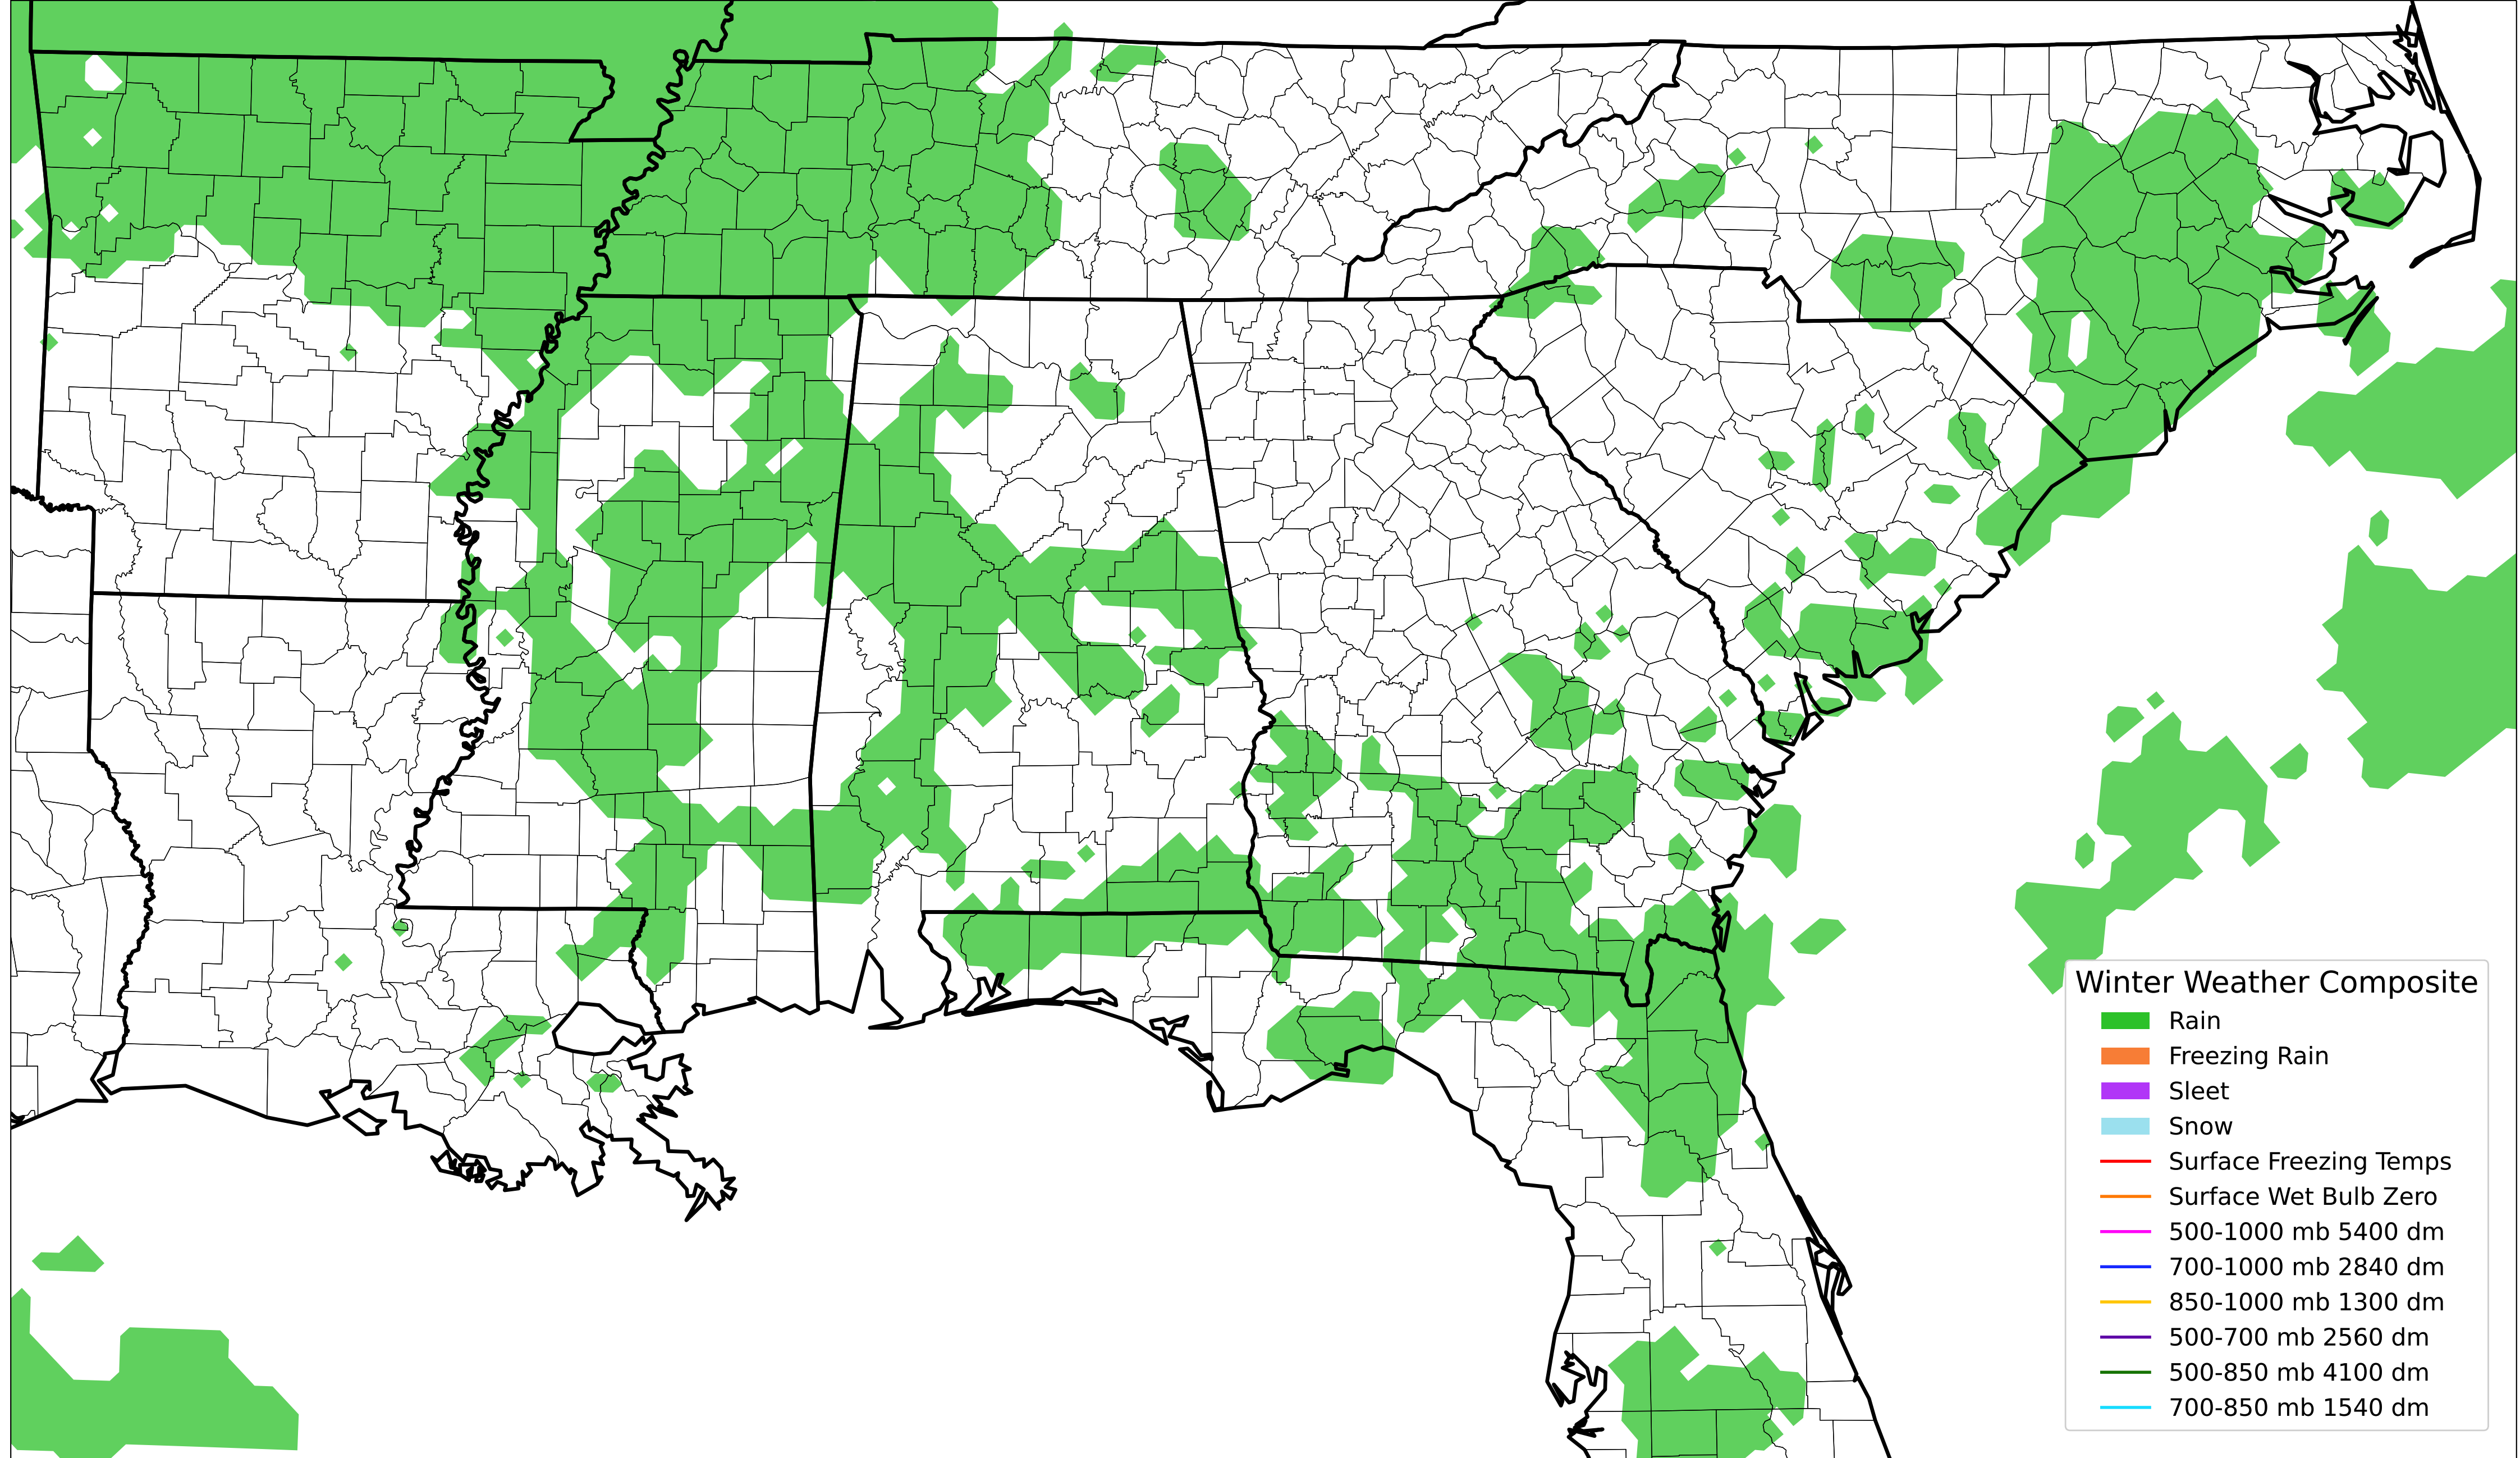 Winter Weather Composite
Rain
Freezing Rain
Sleet
Snow
Surface Freezing Temps
Surface Wet Bulb Zero
500-1000 mb 5400 dm
700-1000 mb 2840 dm
850-1000 mb 1300 dm
500-700 mb 2560 dm
500-850 mb 4100 dm
700-850 mb 1540 dm